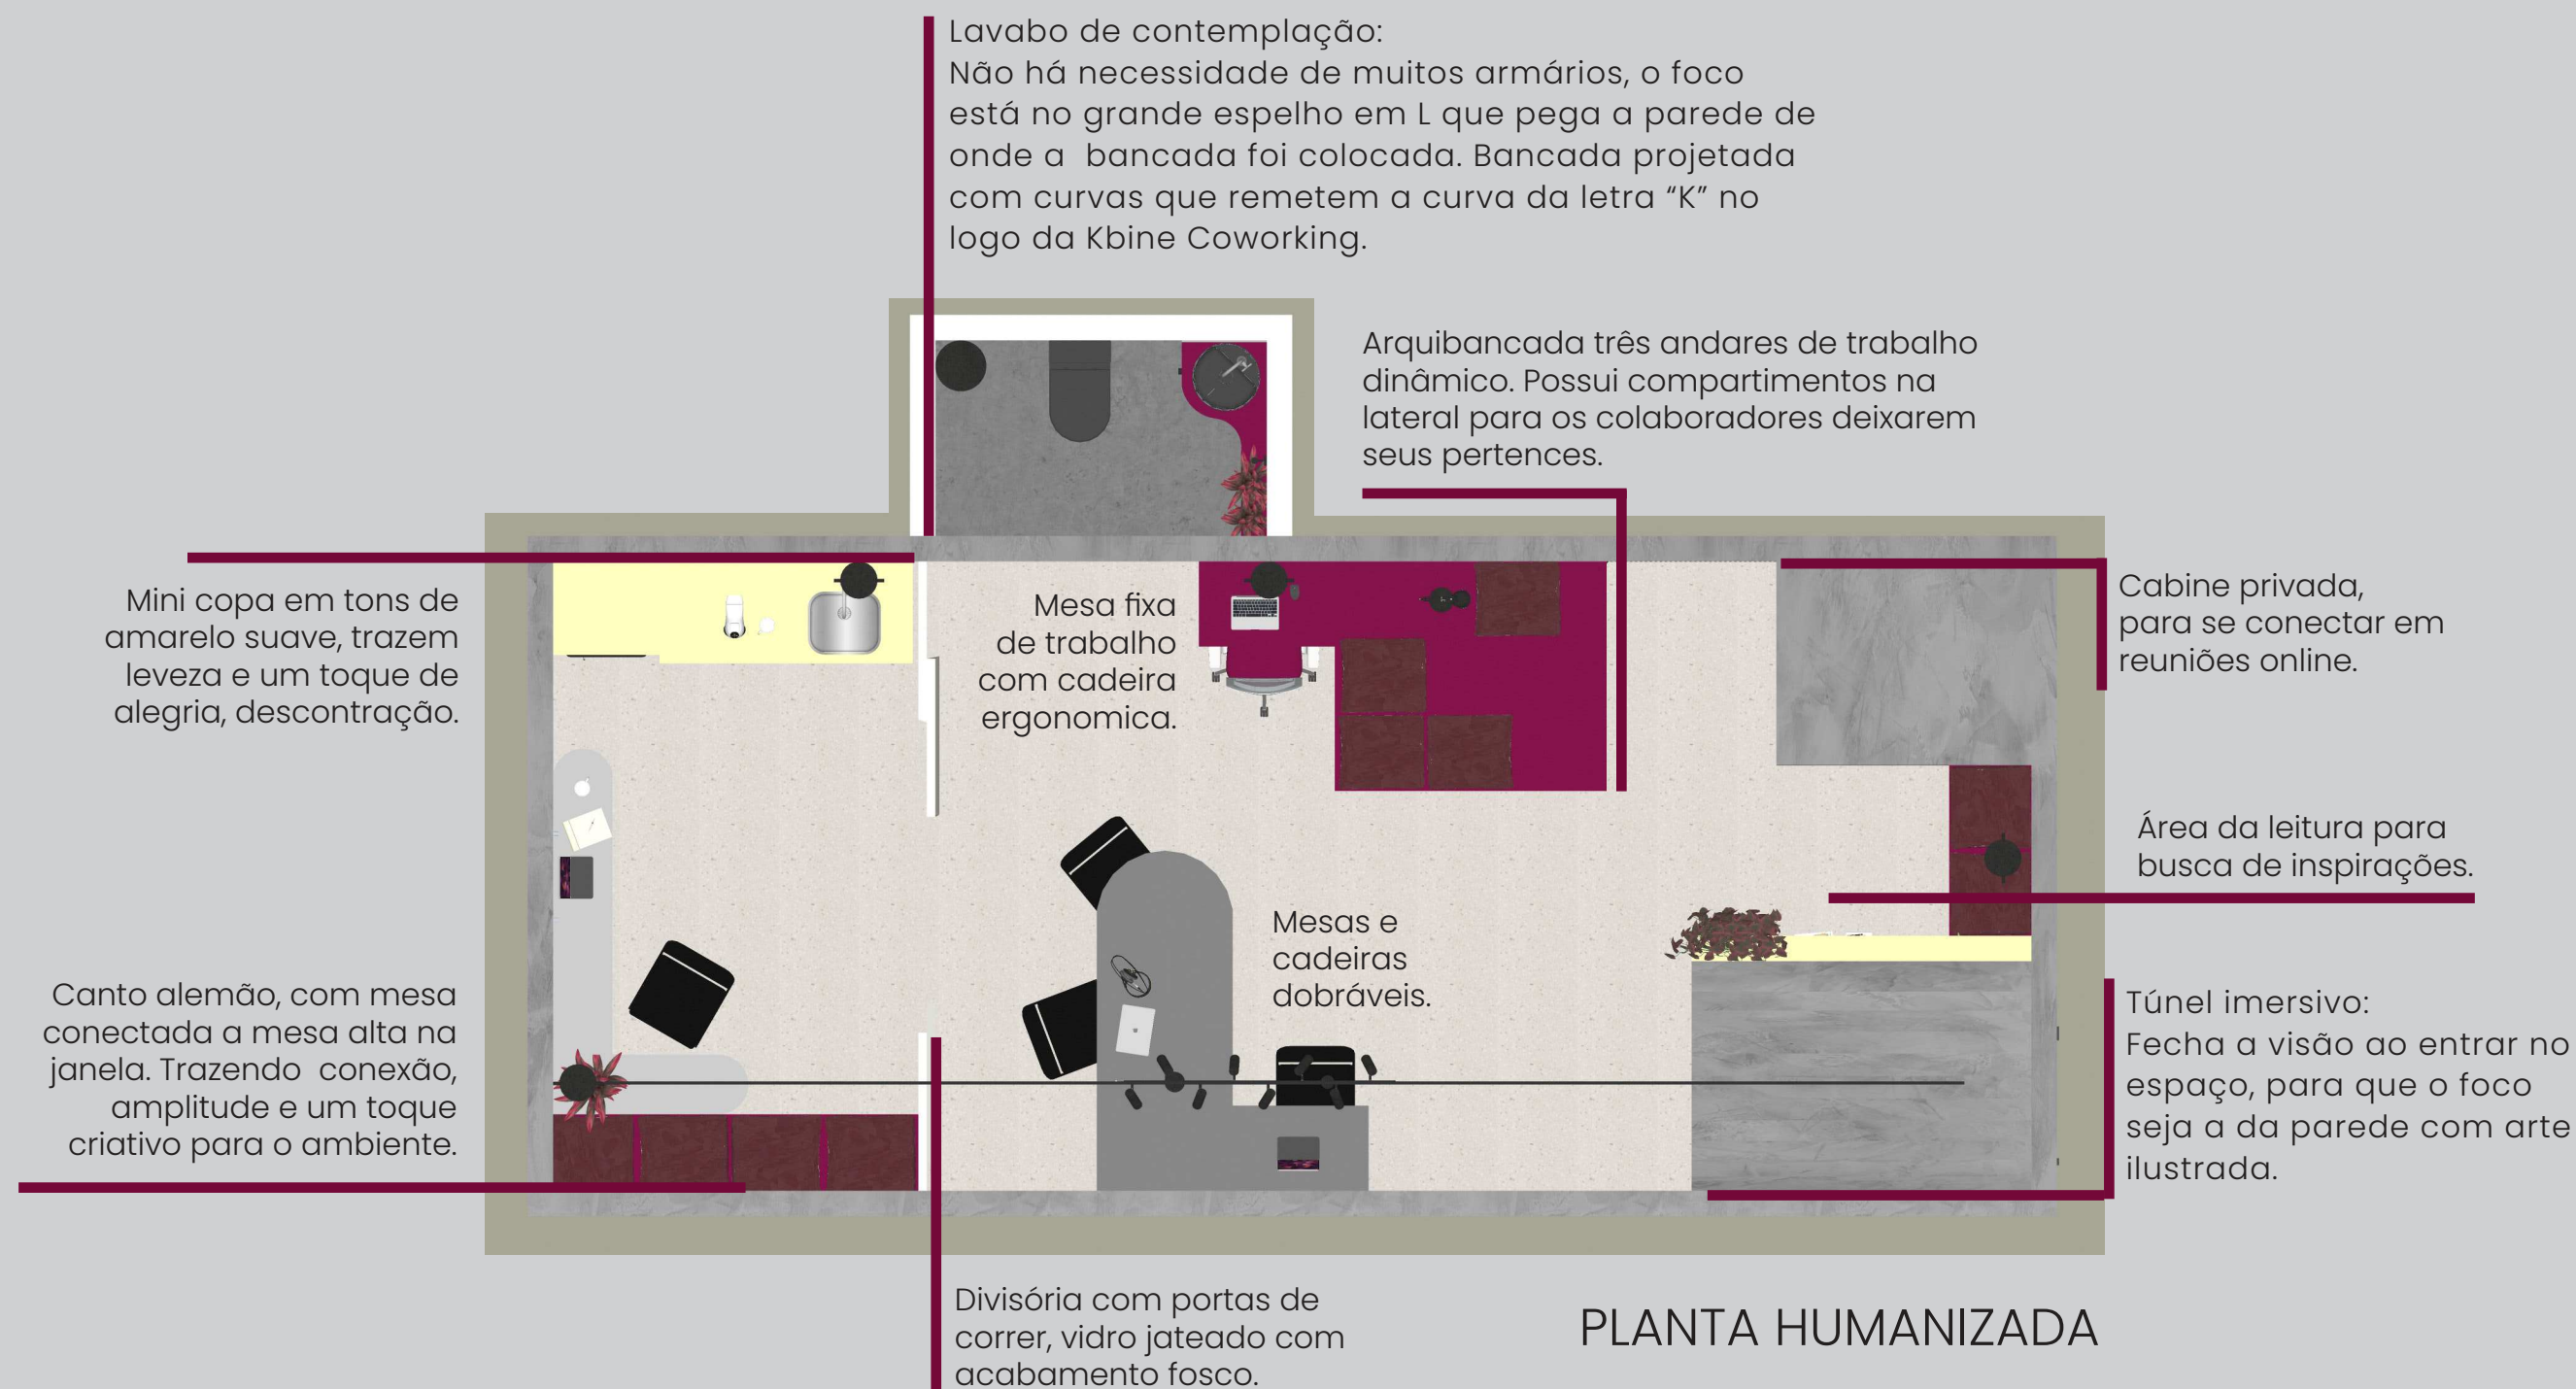 Lavabo de contemplação:
Não há necessidade de muitos armários, o foco
está no grande espelho em L que pega a parede de
onde a  bancada foi colocada. Bancada projetada
com curvas que remetem a curva da letra “K” no
logo da Kbine Coworking.
Arquibancada três andares de trabalho
dinâmico. Possui compartimentos na
lateral para os colaboradores deixarem
seus pertences.
Mini copa em tons de
amarelo suave, trazem
leveza e um toque de
alegria, descontração.
Mesa fixa
de trabalho
com cadeira
ergonomica.
Cabine privada,
para se conectar em
reuniões online.
Área da leitura para
busca de inspirações.
Mesas e
cadeiras
dobráveis.
Canto alemão, com mesa
conectada a mesa alta na
janela. Trazendo  conexão,
amplitude e um toque
criativo para o ambiente.
Túnel imersivo:
Fecha a visão ao entrar no
espaço, para que o foco
seja a da parede com arte
ilustrada.
Divisória com portas de
correr, vidro jateado com
acabamento fosco.
PLANTA HUMANIZADA